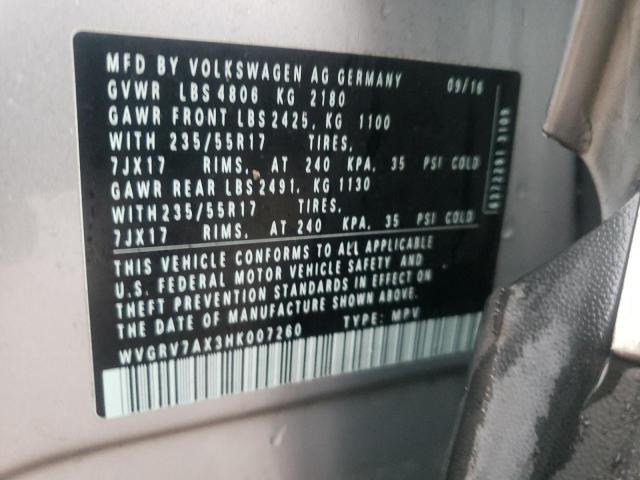 MFD BY VOLKSWAGEN AG GERMANY 09/16
GVWR LBS 4806 KG 2180
GAWR FRONT LBS 2425, KG 1100
WITH 235/55R17 TIRES,
7JX17 RIMS, AT 240 KPA, 35 PSI COLD
GAWR REAR LBS 2491, KG 1130
WITH 235/55R17 TIRES,
7JX17 RIMS, AT 240 KPA, 35 PSI COLD
THIS VEHICLE CONFORMS TO ALL APPLICABLE
U.S. FEDERAL MOTOR VEHICLE SAFETY AND
THEFT PREVENTION STANDARDS IN EFFECT ON
THE DATE OF MANUFACTURE SHOWN ABOVE.
WVGRV7AX3HK007260 TYPE: MPV